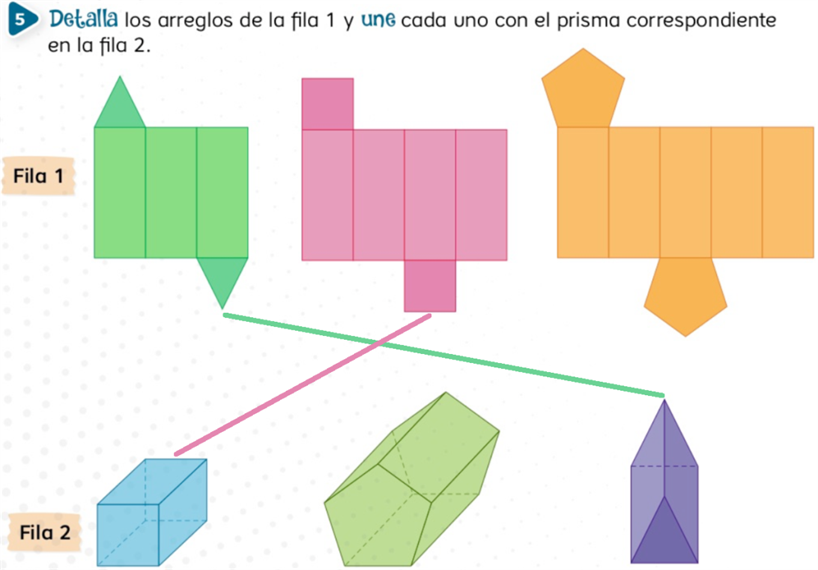 5 Detalla los arreglos de la fila 1 y une cada uno con el prisma correspondiente
en la fila 2.
Fila 1
Fila 2